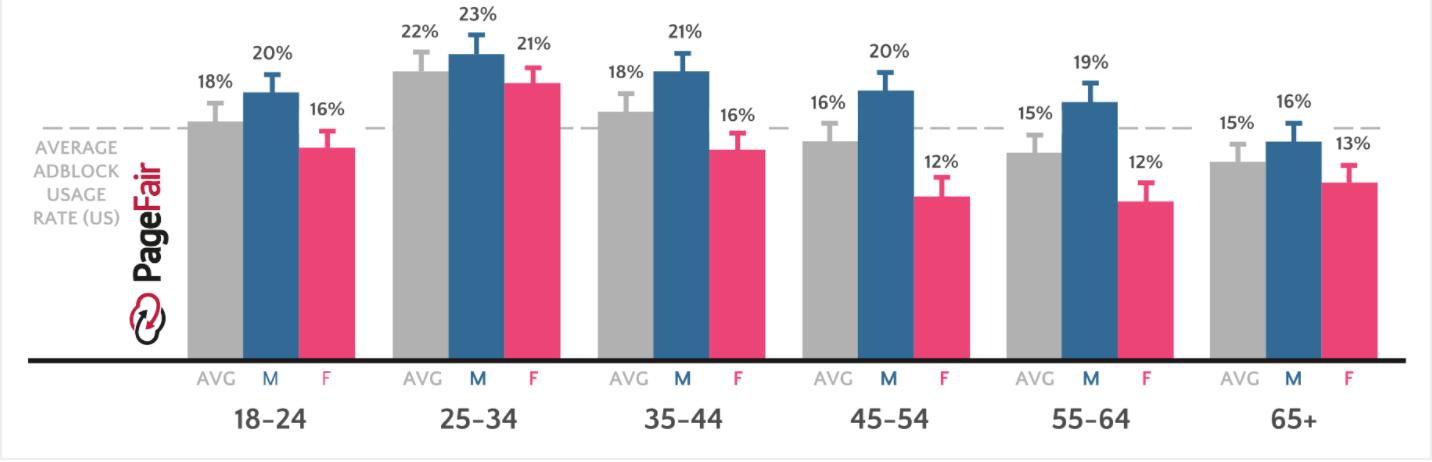 18% 20% 16%
22% 23% 21%
18% 21% 16%
16% 20% 12%
15% 19% 12%
15% 16% 13%
AVERAGE
ADBLOCK
USAGE
RATE (US)
PageFair
AVG M F AVG M F AVG M F AVG M F AVG M F AVG M F
18-24 25-34 35-44 45-54 55-64 65+